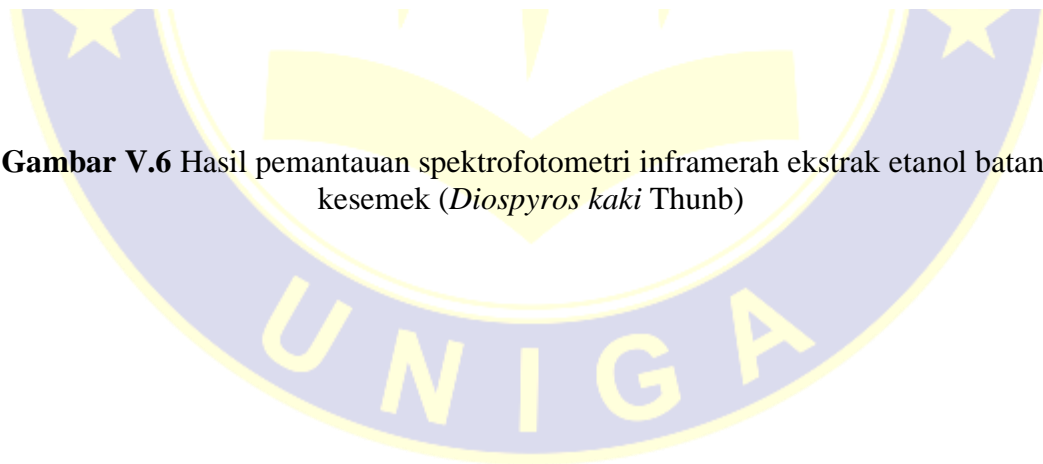 Gambar V.6 Hasil pemantauan spektrofotometri inframerah ekstrak etanol batan
kesemek (Diospyros kaki Thunb)
UNIGA